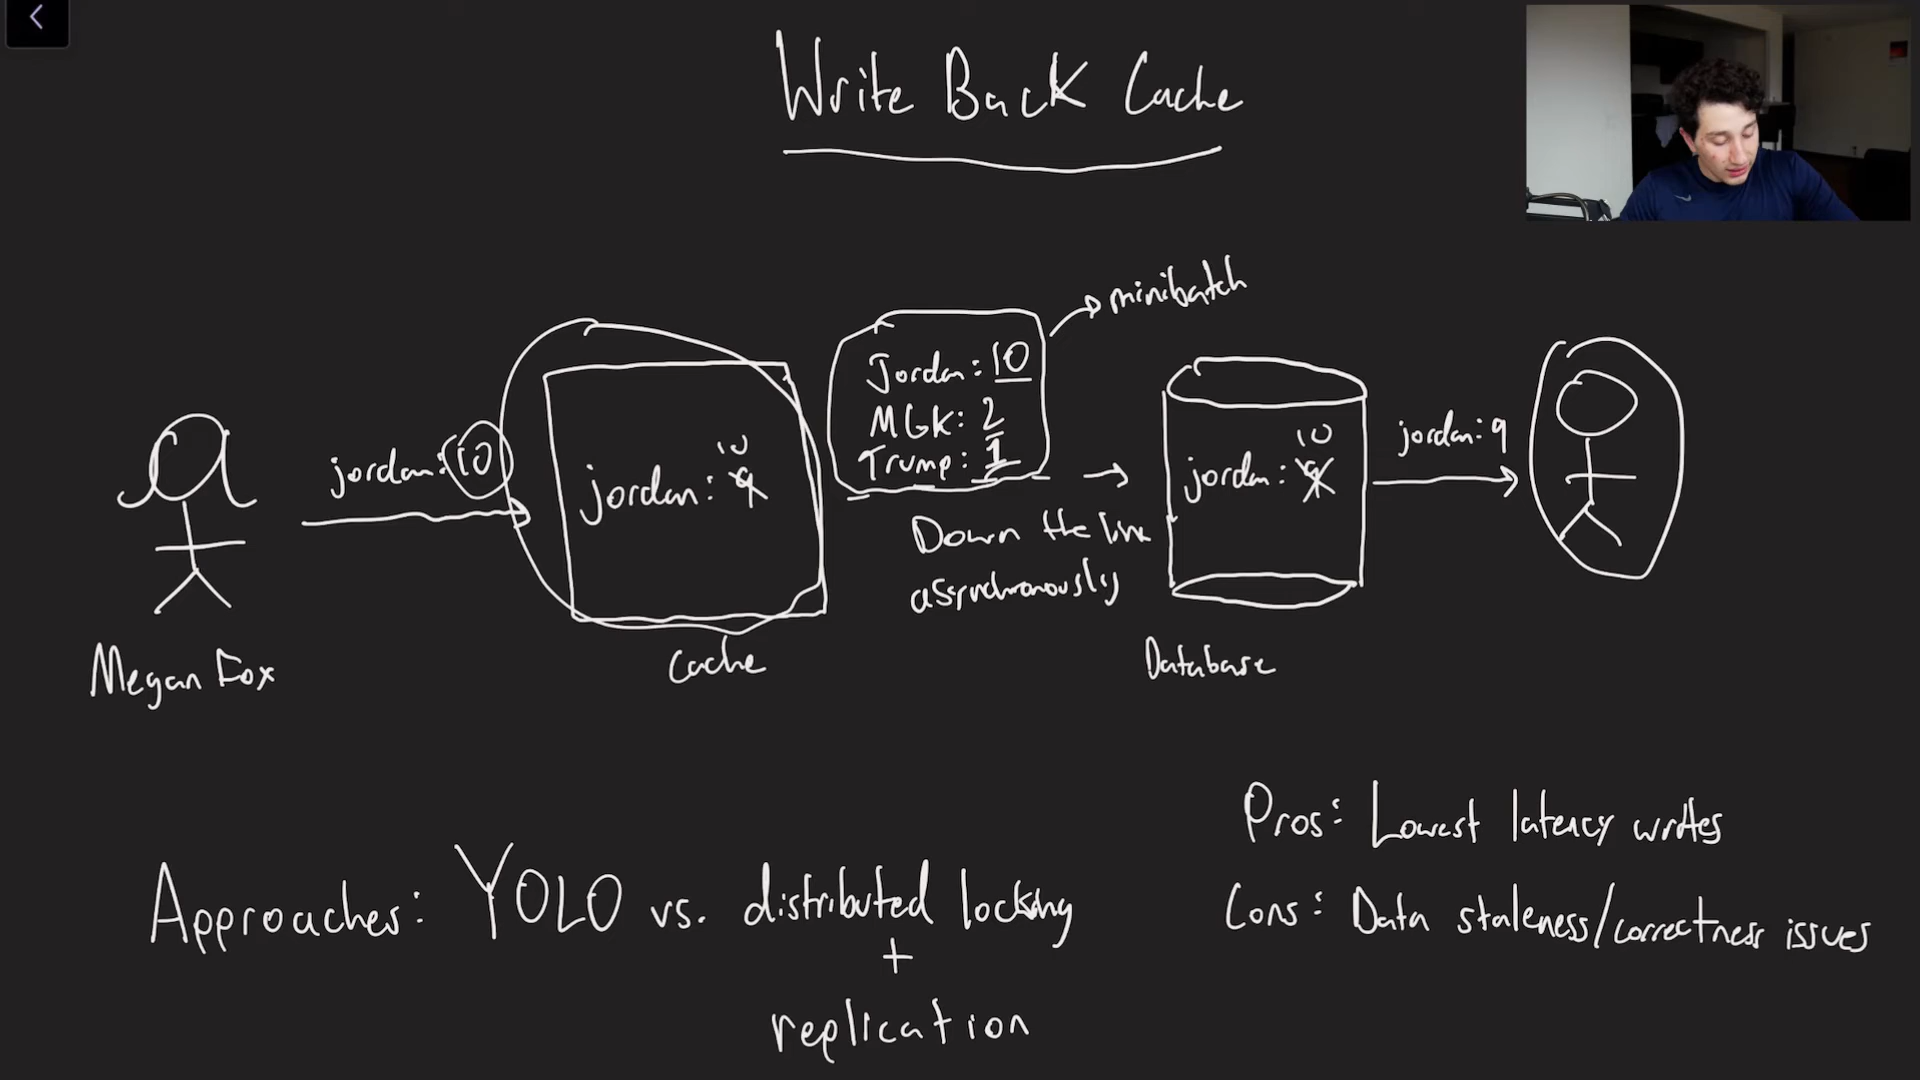 Write Back Cache
minibatch
Jordan: 10
MGK: 2
Trump: 1
jordan: 10
10
jordan: 9
10
jordan: 9
jordan: 9
Down the line
asynchronously
Megan Fox
Cache
Database
Pros: Lowest latency writes
Approaches: YOLO vs. distributed locking
+
replication
Cons: Data staleness/correctness issues